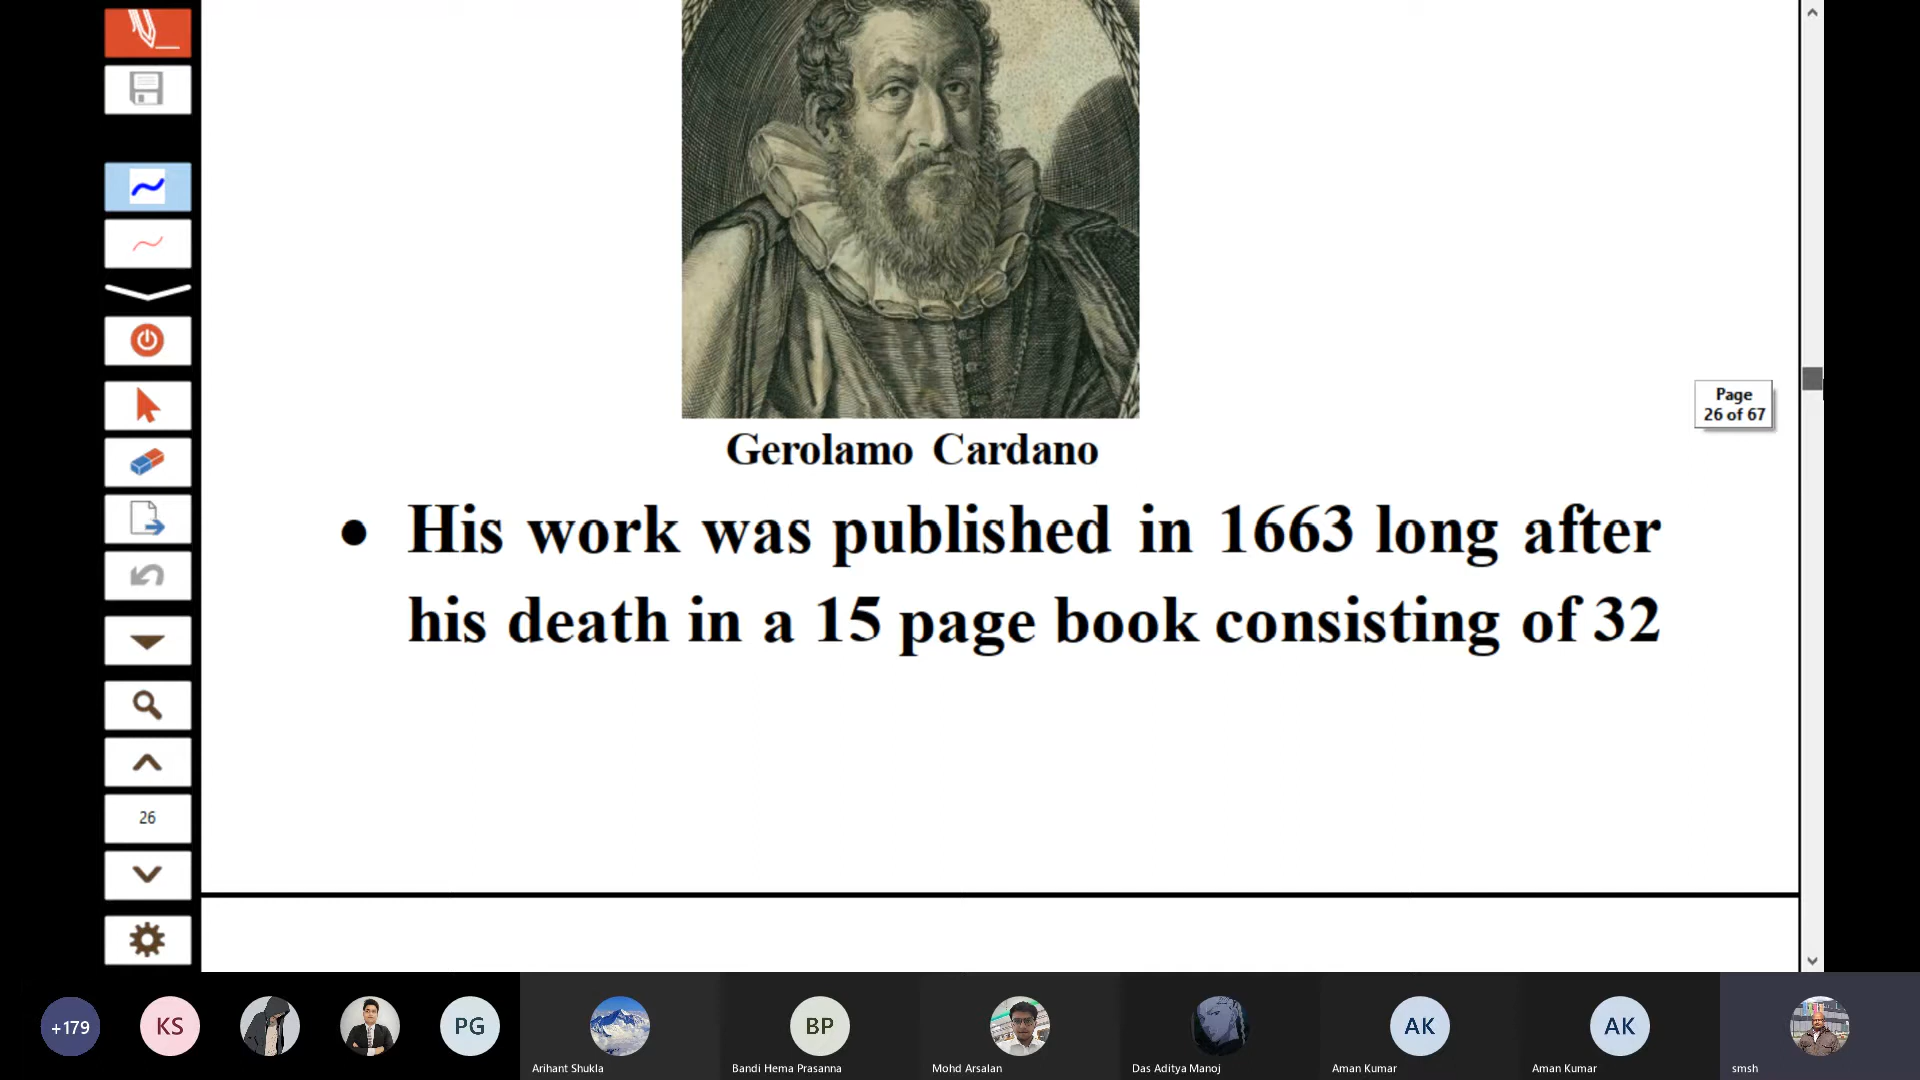 Gerolamo Cardano
• His work was published in 1663 long after
his death in a 15 page book consisting of 32
Page
26 of 67
26
+179
KS
PG
BP
AK
AK
Arihant Shukla
Bandi Hema Prasanna
Mohd Arsalan
Das Aditya Manoj
Aman Kumar
Aman Kumar
smsh